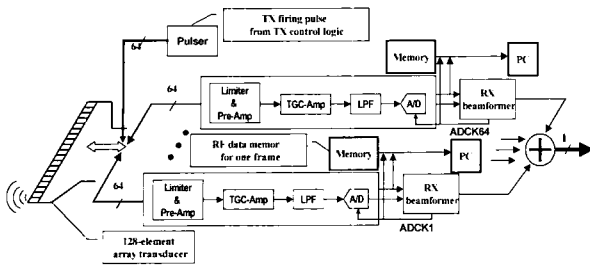 TX firing pulse
from TX control logic
64
Pulser
Memory
PC
64
Limiter
&
Pre-Amp
TGC-Amp
LPF
A/D
RX
beamformer
ADCK64
RF data memor
for one frame
Memory
PC
64
Limiter
&
Pre-Amp
TGC-Amp
LPF
A/D
RX
beamformer
ADCK1
128-element
array transducer